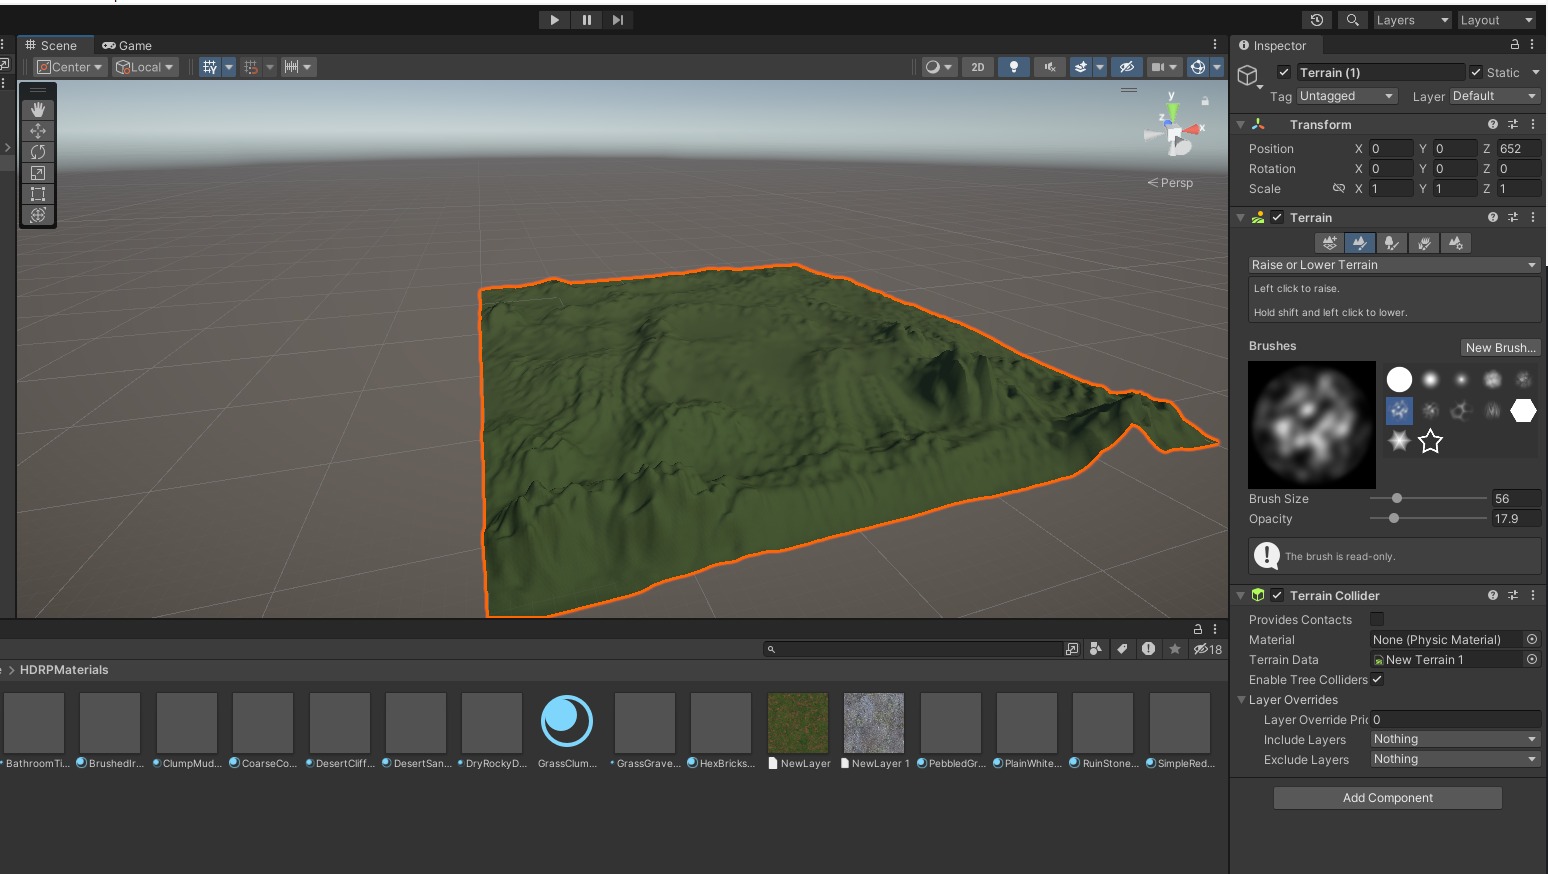 Layers
Layout
Scene
Game
Inspector
Center
Local
2D
Terrain (1)
Static
Tag
Untagged
Layer
Default
y
z
x
Persp
Transform
Position
X
0
Y
0
Z
652
Rotation
X
0
Y
0
Z
0
Scale
X
1
Y
1
Z
1
Terrain
Raise or Lower Terrain
Left click to raise.
Hold shift and left click to lower.
Brushes
New Brush...
Brush Size
56
Opacity
17.9
The brush is read-only.
Terrain Collider
Provides Contacts
Material
None (Physic Material)
Terrain Data
New Terrain 1
Enable Tree Colliders
Layer Overrides
Layer Override Pric
0
Include Layers
Nothing
Exclude Layers
Nothing
Add Component
18
> HDRPMaterials
BathroomTi...
BrushedIr...
ClumpMud...
CoarseCo...
DesertCliff...
DesertSan...
DryRockyD...
GrassClum...
GrassGrave...
HexBricks...
NewLayer
NewLayer 1
PebbledGr...
PlainWhite...
RuinStone...
SimpleRed...